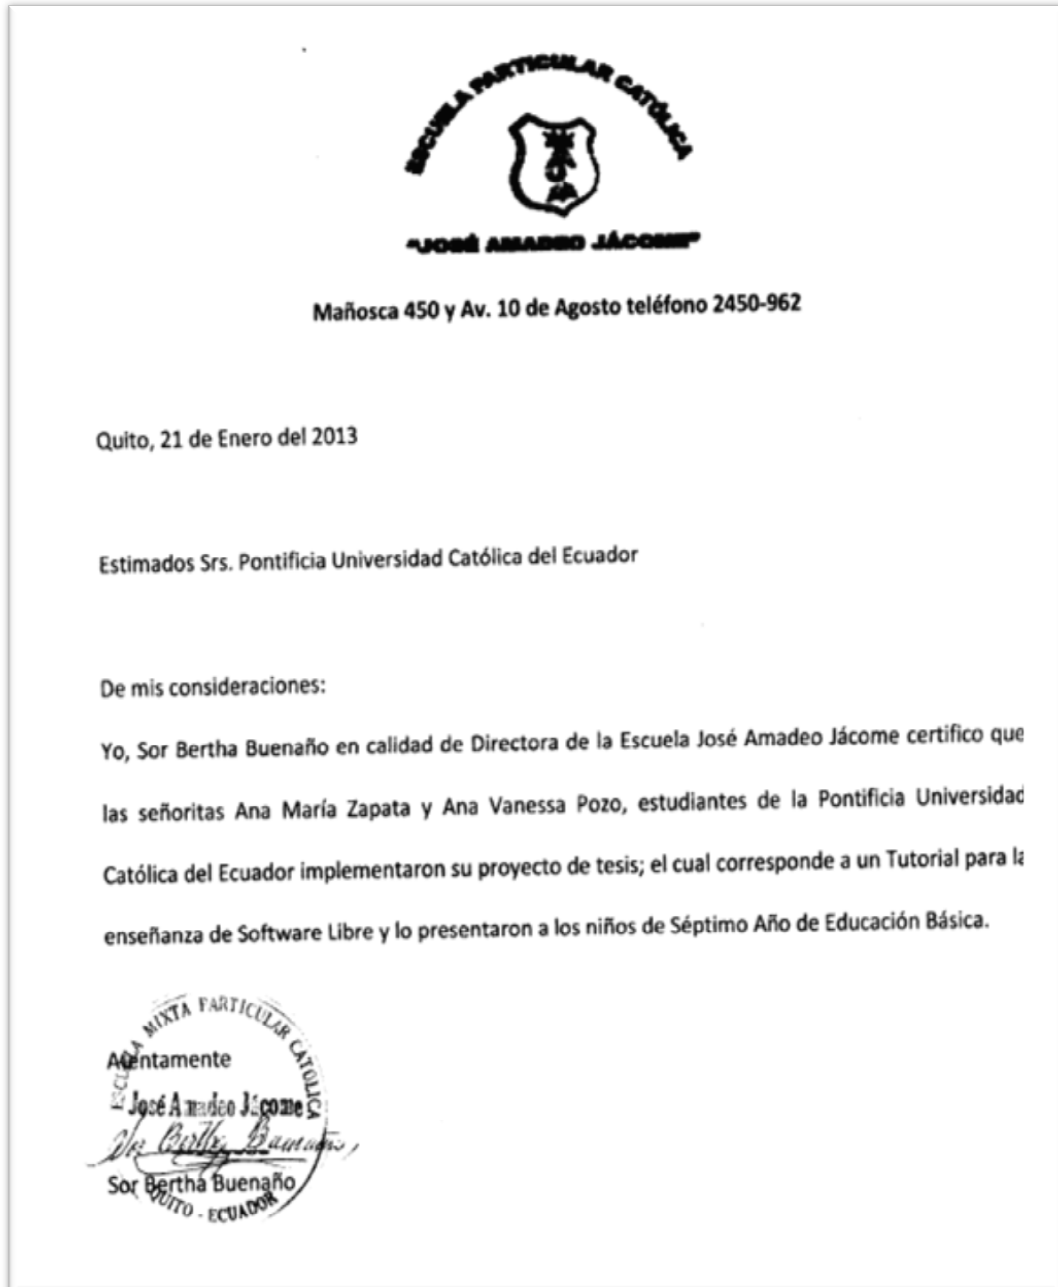 ESCUELA PARTICULAR CATÓLICA
"JOSÉ AMADEO JÁCOME"
Mañosca 450 y Av. 10 de Agosto teléfono 2450-962
Quito, 21 de Enero del 2013
Estimados Srs. Pontificia Universidad Católica del Ecuador
De mis consideraciones:
Yo, Sor Bertha Buenaño en calidad de Directora de la Escuela José Amadeo Jácome certifico que
las señoritas Ana María Zapata y Ana Vanessa Pozo, estudiantes de la Pontificia Universidad
Católica del Ecuador implementaron su proyecto de tesis; el cual corresponde a un Tutorial para la
enseñanza de Software Libre y lo presentaron a los niños de Séptimo Año de Educación Básica.
ESCUELA MIXTA PARTICULAR CATOLICA
Atentamente
José Amadeo Jácome
Sor Bertha Buenaño
Sor Bertha Buenaño
QUITO - ECUADOR